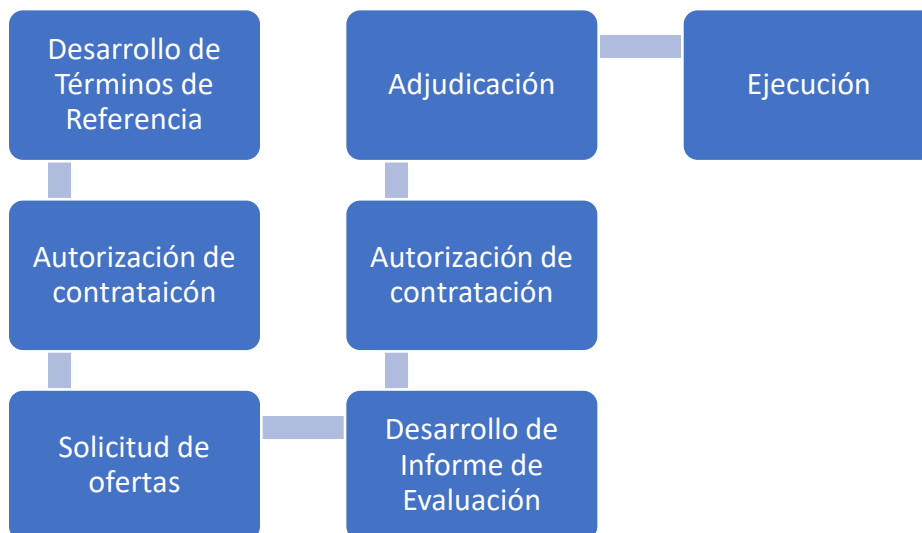 Desarrollo de
Términos de
Referencia
Autorización de
contrataicón
Solicitud de
ofertas
Desarrollo de
Informe de
Evaluación
Autorización de
contratación
Adjudicación
Ejecución